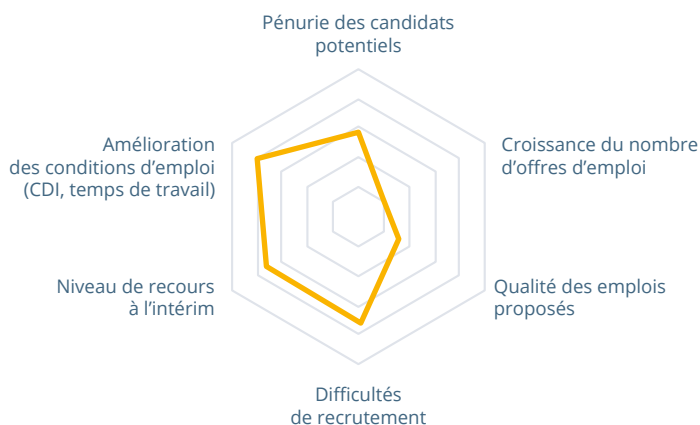 Pénurie des candidats
potentiels
Amélioration
des conditions d'emploi
(CDI, temps de travail)
Croissance du nombre
d'offres d'emploi
Niveau de recours
à l'intérim
Qualité des emplois
proposés
Difficultés
de recrutement